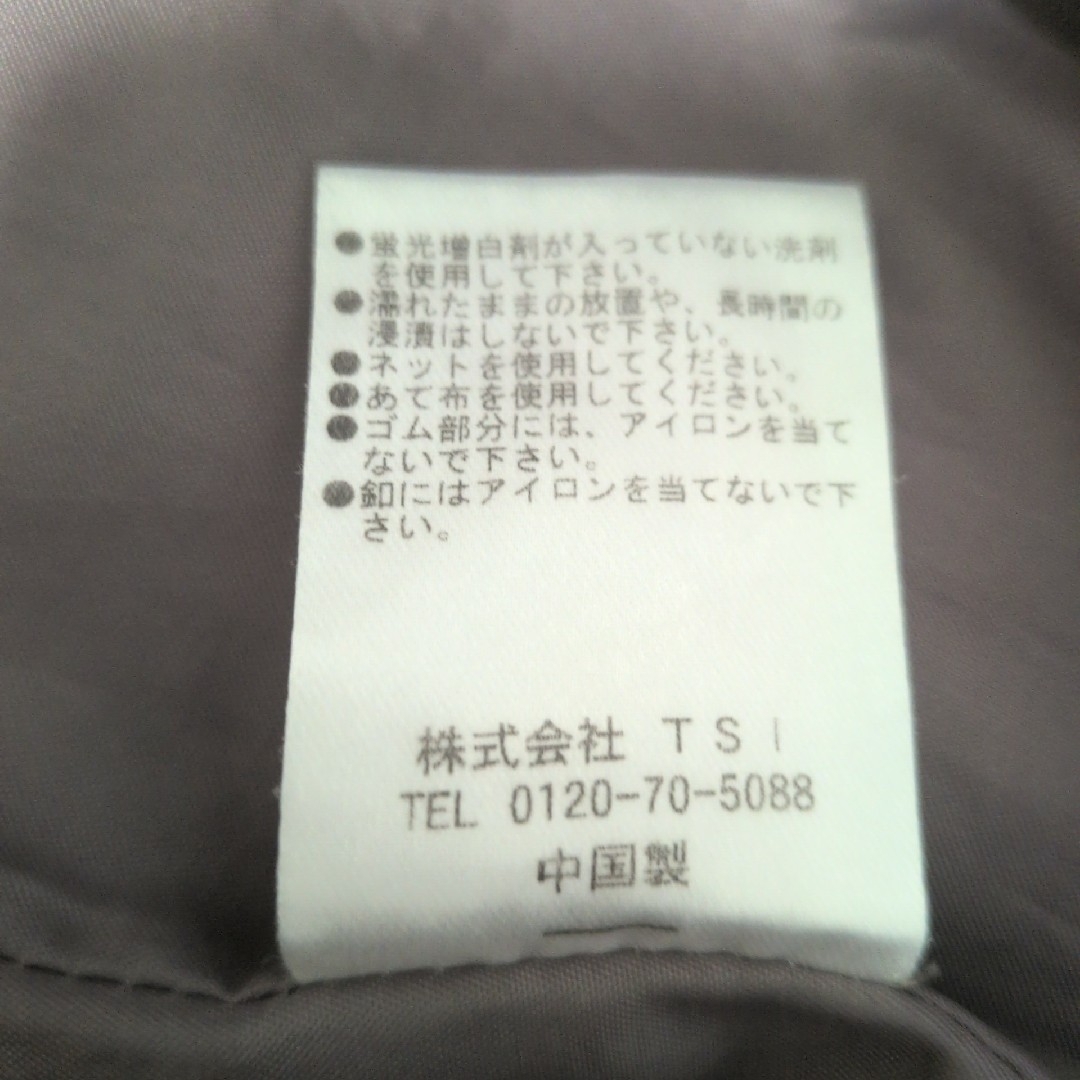 ●蛍光増白剤が入っていない洗剤
を使用して下さい。
●濡れたままの放置や、長時間の
浸漬はしないで下さい。
●ネットを使用してください。
●あて布を使用してください。
●ゴム部分には、アイロンを当て
ないで下さい。
●釦にはアイロンを当てないで下
さい。
株式会社 TSI
TEL 0120-70-5088
中国製